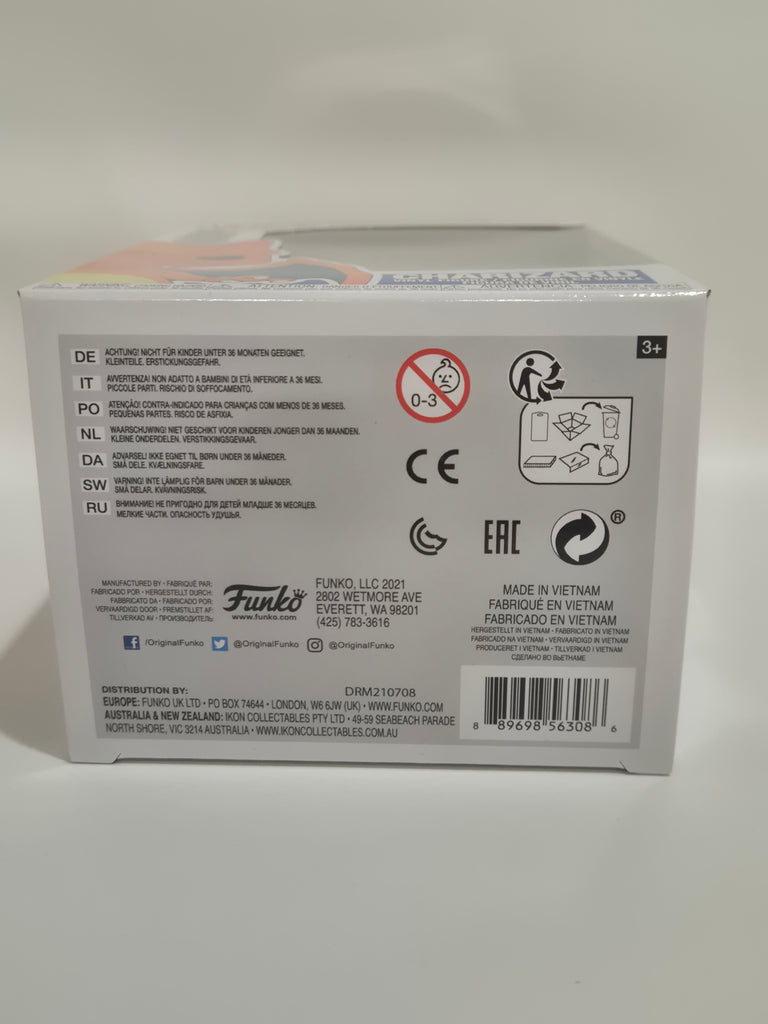 CHARIZARD
3+
DE ACHTUNG! NICHT FÜR KINDER UNTER 36 MONATEN GEEIGNET.
KLEINTEILE. ERSTICKUNGSGEFAHR.
IT AVVERTENZA! NON ADATTO A BAMBINI DI ETÀ INFERIORE A 36 MESI.
PICCOLE PARTI. RISCHIO DI SOFFOCAMENTO.
PO ATENÇÃO! CONTRA-INDICADO PARA CRIANÇAS COM MENOS DE 36 MESES.
PEQUENAS PARTES. RISCO DE ASFIXIA.
NL WAARSCHUWING! NIET GESCHIKT VOOR KINDEREN JONGER DAN 36 MAANDEN.
KLEINE ONDERDELEN. VERSTIKKINGSGEVAAR.
DA ADVARSEL! IKKE EGNET TIL BØRN UNDER 36 MÅNEDER.
SMÅ DELE. KVÆLNINGSFARE.
SW VARNING! INTE LÄMPLIG FÖR BARN UNDER 36 MÅNADER.
SMÅ DELAR. KVÄVNINGSRISK.
RU ВНИМАНИЕ! НЕ ПРИГОДНО ДЛЯ ДЕТЕЙ МЛАДШЕ 36 МЕСЯЦЕВ.
МЕЛКИЕ ЧАСТИ. ОПАСНОСТЬ УДУШЬЯ.
0-3
CE
EAC
®
MANUFACTURED BY • FABRIQUÉ PAR:
FABRICADO POR • HERGESTELLT DURCH:
FABBRICATO DA • FABRICADO POR:
VERVAARDIGD DOOR • FREMSTILLET AF:
TILLVERKAD AV • ПРОИЗВОДИТЕЛЬ:
Funko
www.funko.com
FUNKO, LLC 2021
2802 WETMORE AVE
EVERETT, WA 98201
(425) 783-3616
/OriginalFunko @OriginalFunko @OriginalFunko
MADE IN VIETNAM
FABRIQUÉ EN VIETNAM
FABRICADO EN VIETNAM
HERGESTELLT IN VIETNAM • FABBRICATO IN VIETNAM
FABRICADO NA VIETNAM • VERVAARDIGD IN VIETNAM
PRODUCERET I VIETNAM • TILLVERKAD I VIETNAM
СДЕЛАНО ВО ВЬЕТНАМЕ
DISTRIBUTION BY: DRM210708
EUROPE: FUNKO UK LTD • PO BOX 74644 • LONDON, W6 6JW (UK) • WWW.FUNKO.COM
AUSTRALIA & NEW ZEALAND: IKON COLLECTABLES PTY LTD • 49-59 SEABEACH PARADE
NORTH SHORE, VIC 3214 AUSTRALIA • WWW.IKONCOLLECTABLES.COM.AU
8 89698 56308 6